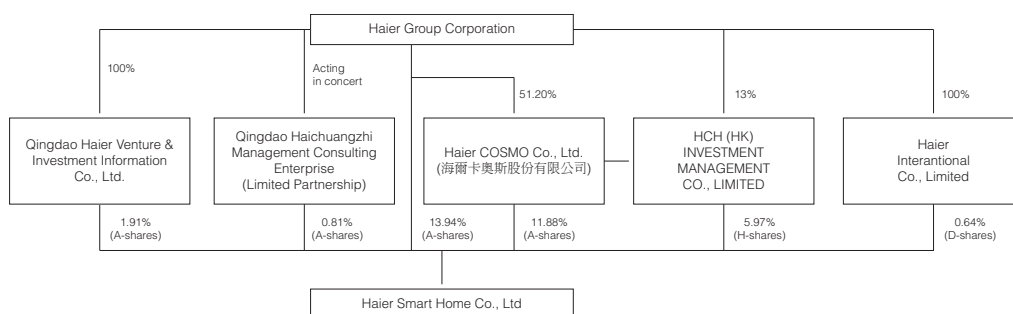 Haier Group Corporation
100%
Acting
in concert
51.20%
13%
100%
Qingdao Haier Venture &
Investment Information
Co., Ltd.
Qingdao Haichuangzhi
Management Consulting
Enterprise
(Limited Partnership)
Haier COSMO Co., Ltd.
(海爾卡奧斯股份有限公司)
HCH (HK)
INVESTMENT
MANAGEMENT
CO., LIMITED
Haier
Interantional
Co., Limited
1.91%
(A-shares)
0.81%
(A-shares)
13.94%
(A-shares)
11.88%
(A-shares)
5.97%
(H-shares)
0.64%
(D-shares)
Haier Smart Home Co., Ltd